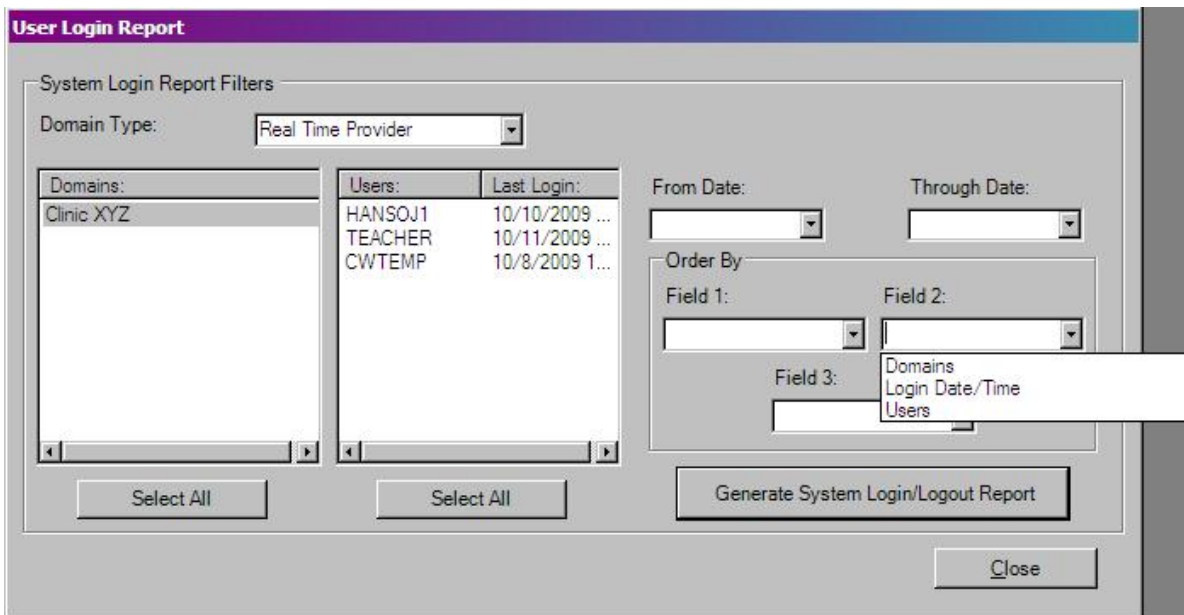 User Login Report
System Login Report Filters
Domain Type:
Real Time Provider
Domains:
Clinic XYZ
Select All
Users: Last Login:
HANSOJ1 10/10/2009 ...
TEACHER 10/11/2009 ...
CWTEMP 10/8/2009 1...
Select All
From Date:
Through Date:
Order By
Field 1:
Field 2:
Domains
Login Date/Time
Users
Field 3:
Generate System Login/Logout Report
Close